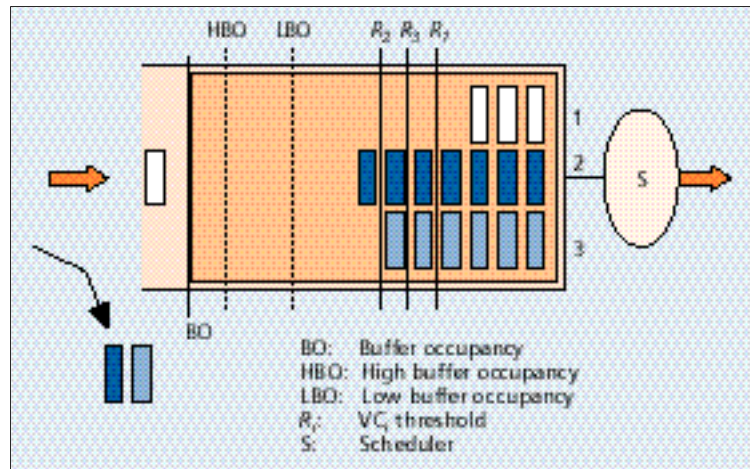 HBO LBO R2 R3 R1
1
2
S
3
BO
BO: Buffer occupancy
HBO: High buffer occupancy
LBO: Low buffer occupancy
Ri: VCi threshold
S: Scheduler